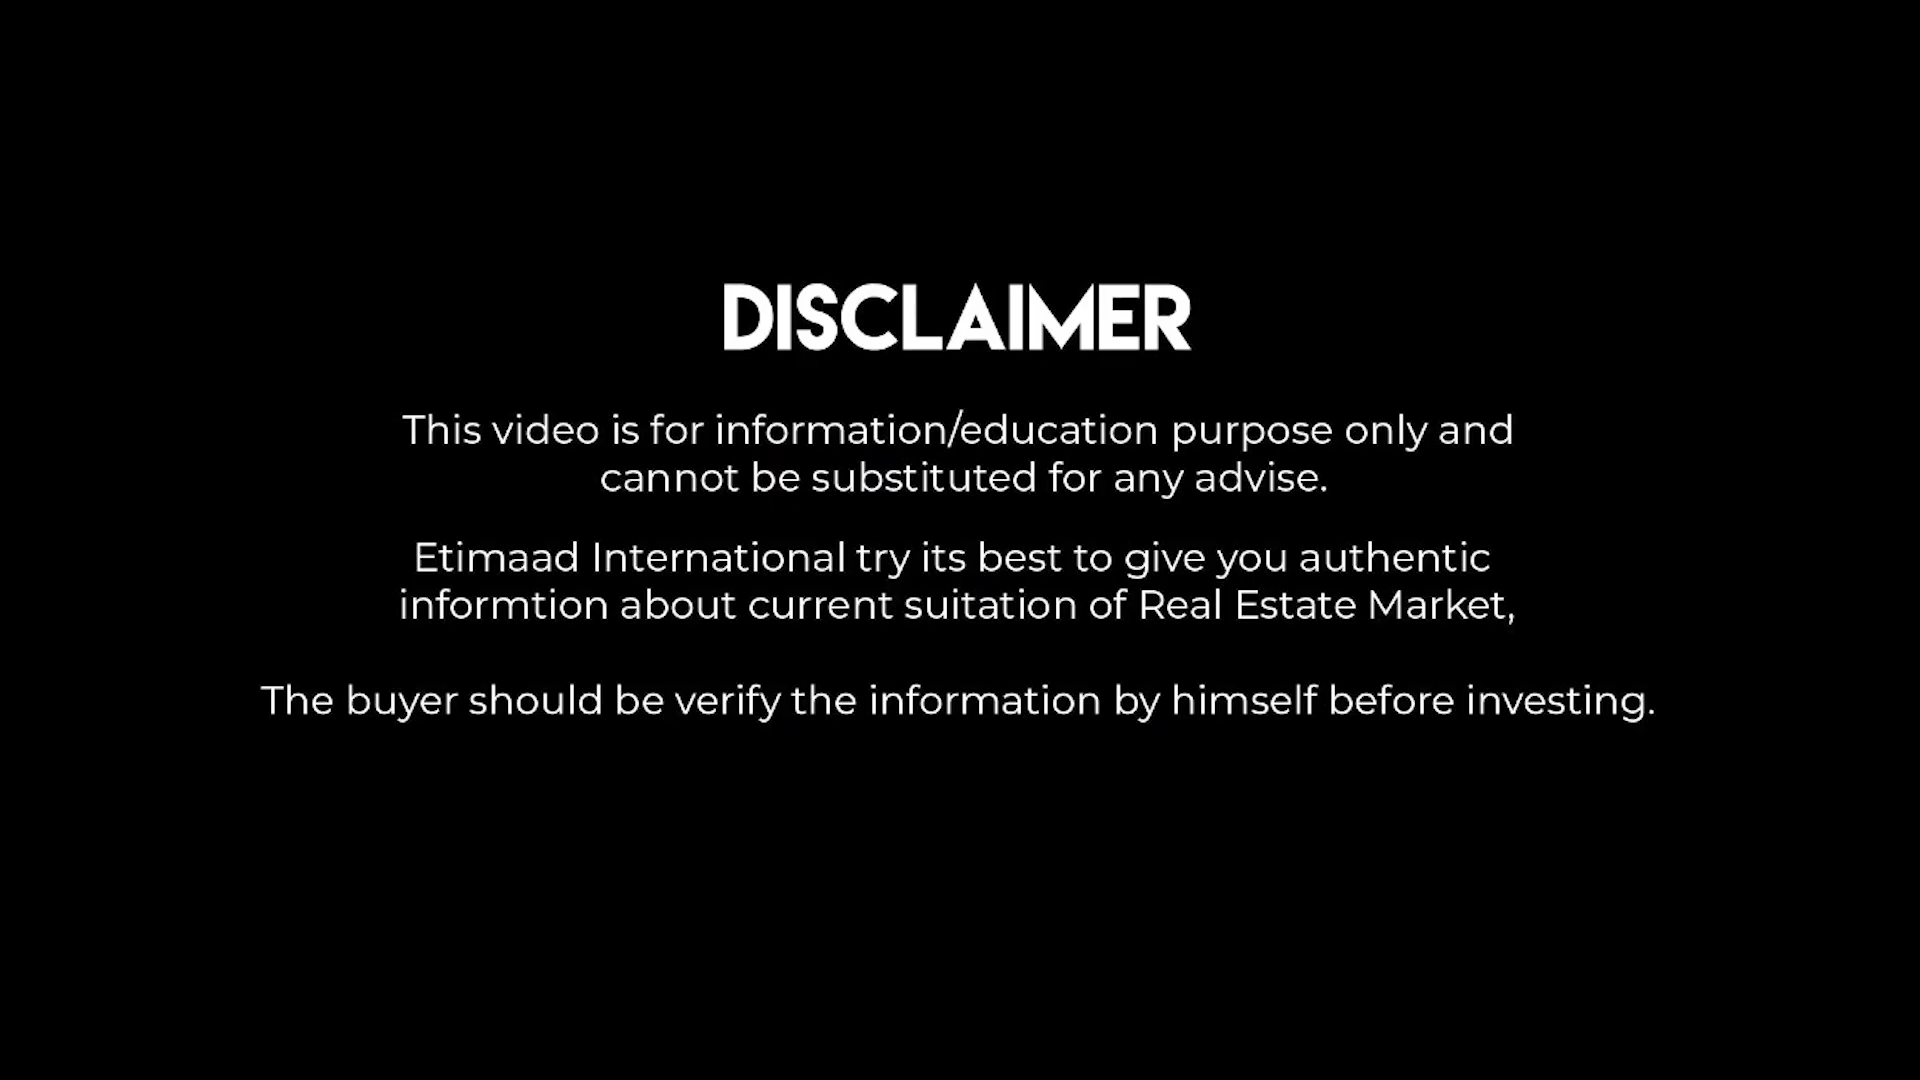 DISCLAIMER
This video is for information/education purpose only and
cannot be substituted for any advise.
Etimaad International try its best to give you authentic
informtion about current suitation of Real Estate Market,
The buyer should be verify the information by himself before investing.